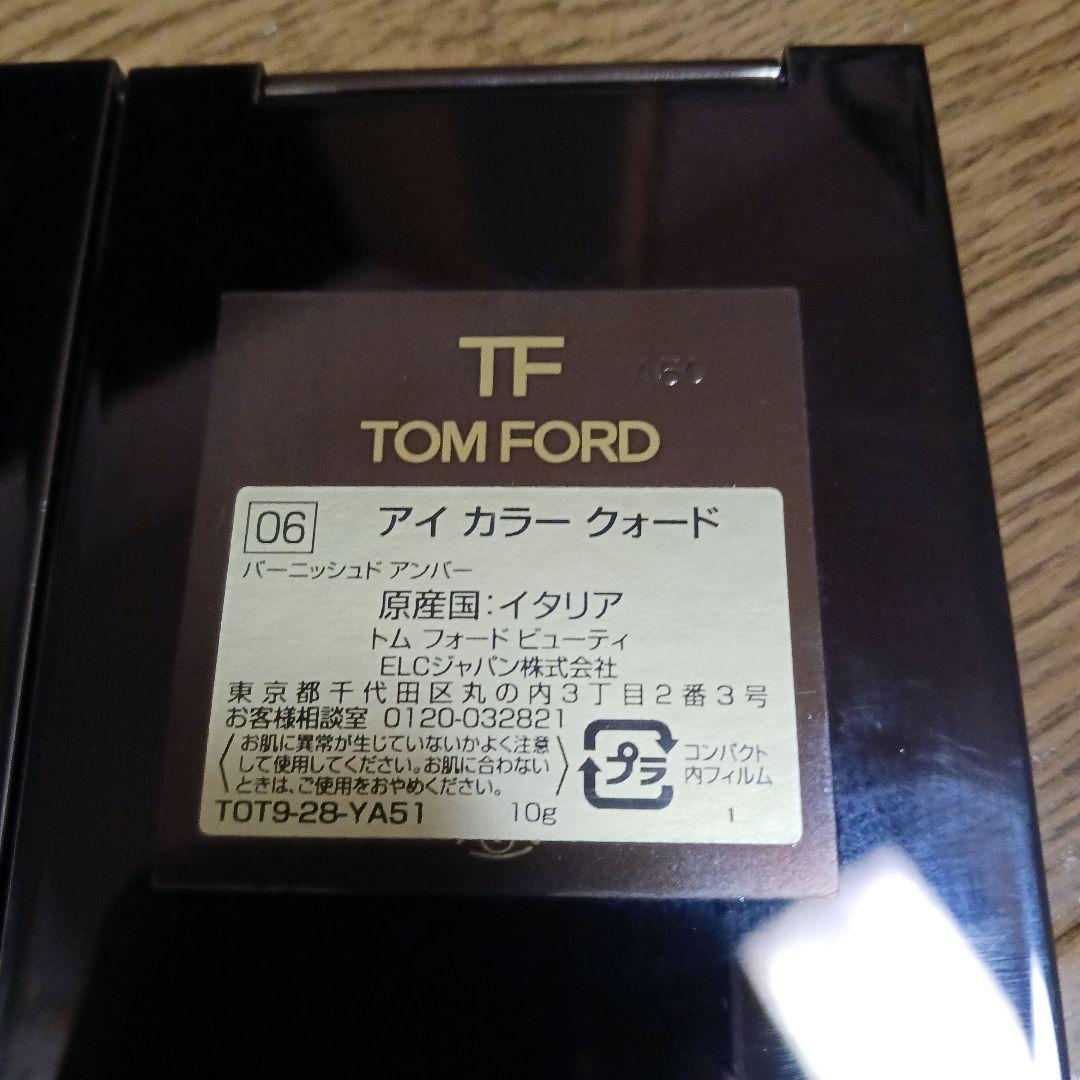 TF
A50
TOM FORD
06 アイ カラー クォード
バーニッシュド アンバー
原産国:イタリア
トム フォード ビューティ
ELCジャパン株式会社
東京都千代田区丸の内3丁目2番3号
お客様相談室 0120-032821
お肌に異常が生じていないかよく注意
して使用してください。お肌に合わない
ときは、ご使用をおやめください。
プラ
コンパクト
内フィルム
TOT9-28-YA51 10g 1